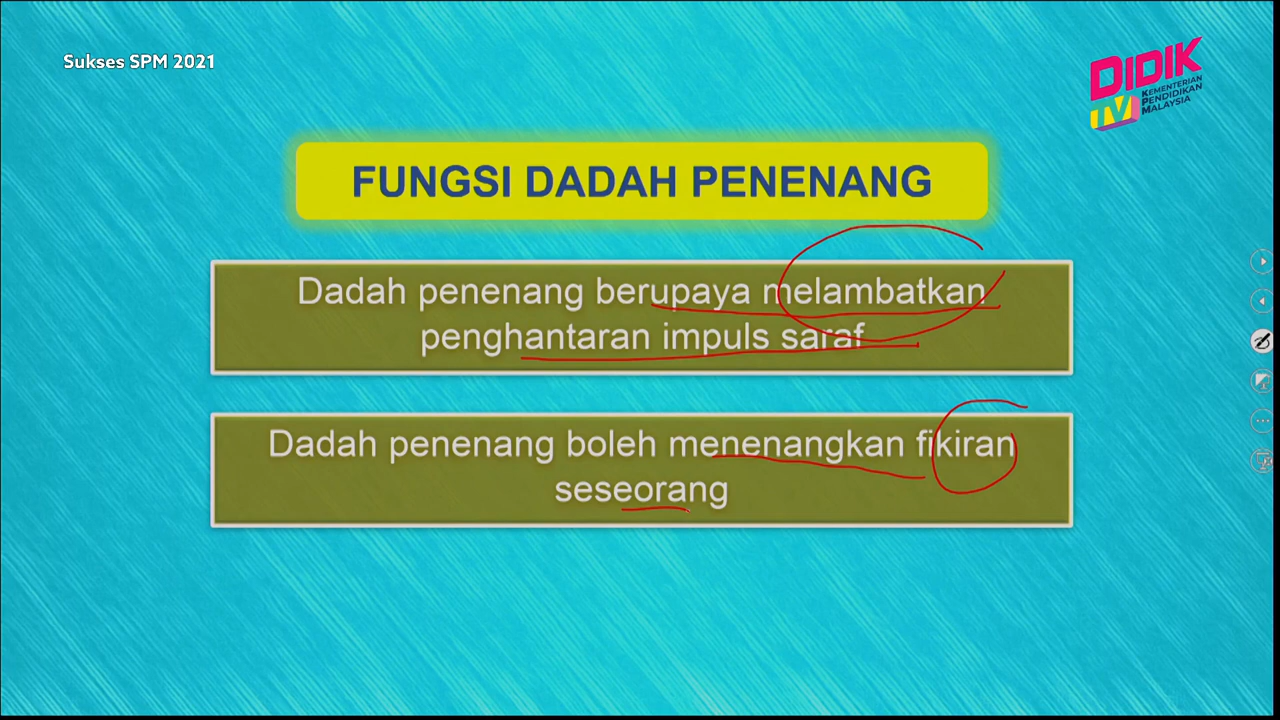 Sukses SPM 2021
DIDIK
TV
KEMENTERIAN
PENDIDIKAN
MALAYSIA
FUNGSI DADAH PENENANG
Dadah penenang berupaya melambatkan
penghantaran impuls saraf
Dadah penenang boleh menenangkan fikiran
seseorang